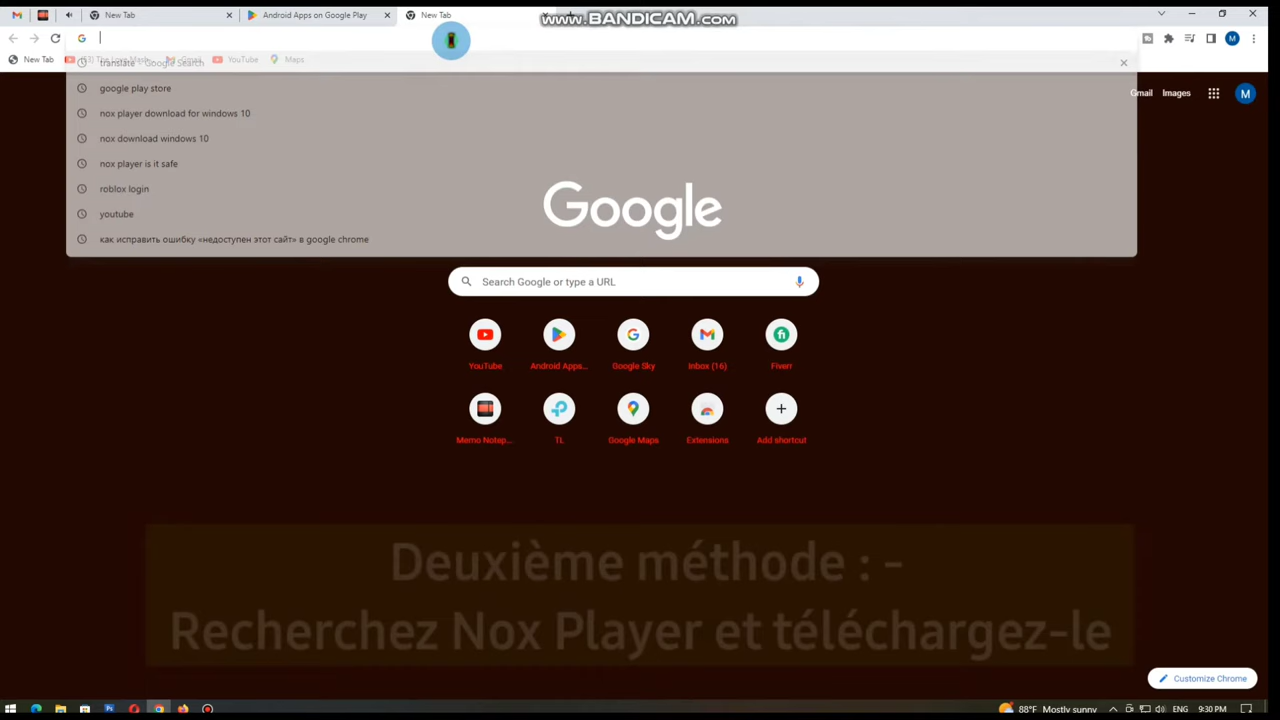 New Tab
Android Apps on Google Play
New Tab
www.BANDICAM.com
New Tab
Gmail
YouTube
Maps
translate - Google Search
google play store
nox player download for windows 10
nox download windows 10
nox player is it safe
roblox login
youtube
как исправить ошибку «недоступен этот сайт» в google chrome
M
Gmail
Images
M
Google
Search Google or type a URL
YouTube
Android Apps...
Google Sky
Inbox (16)
Fiverr
Memo Notep...
TL
Google Maps
Extensions
Add shortcut
Deuxième méthode : -
Recherchez Nox Player et téléchargez-le
Customize Chrome
88°F Mostly sunny
ENG
9:30 PM